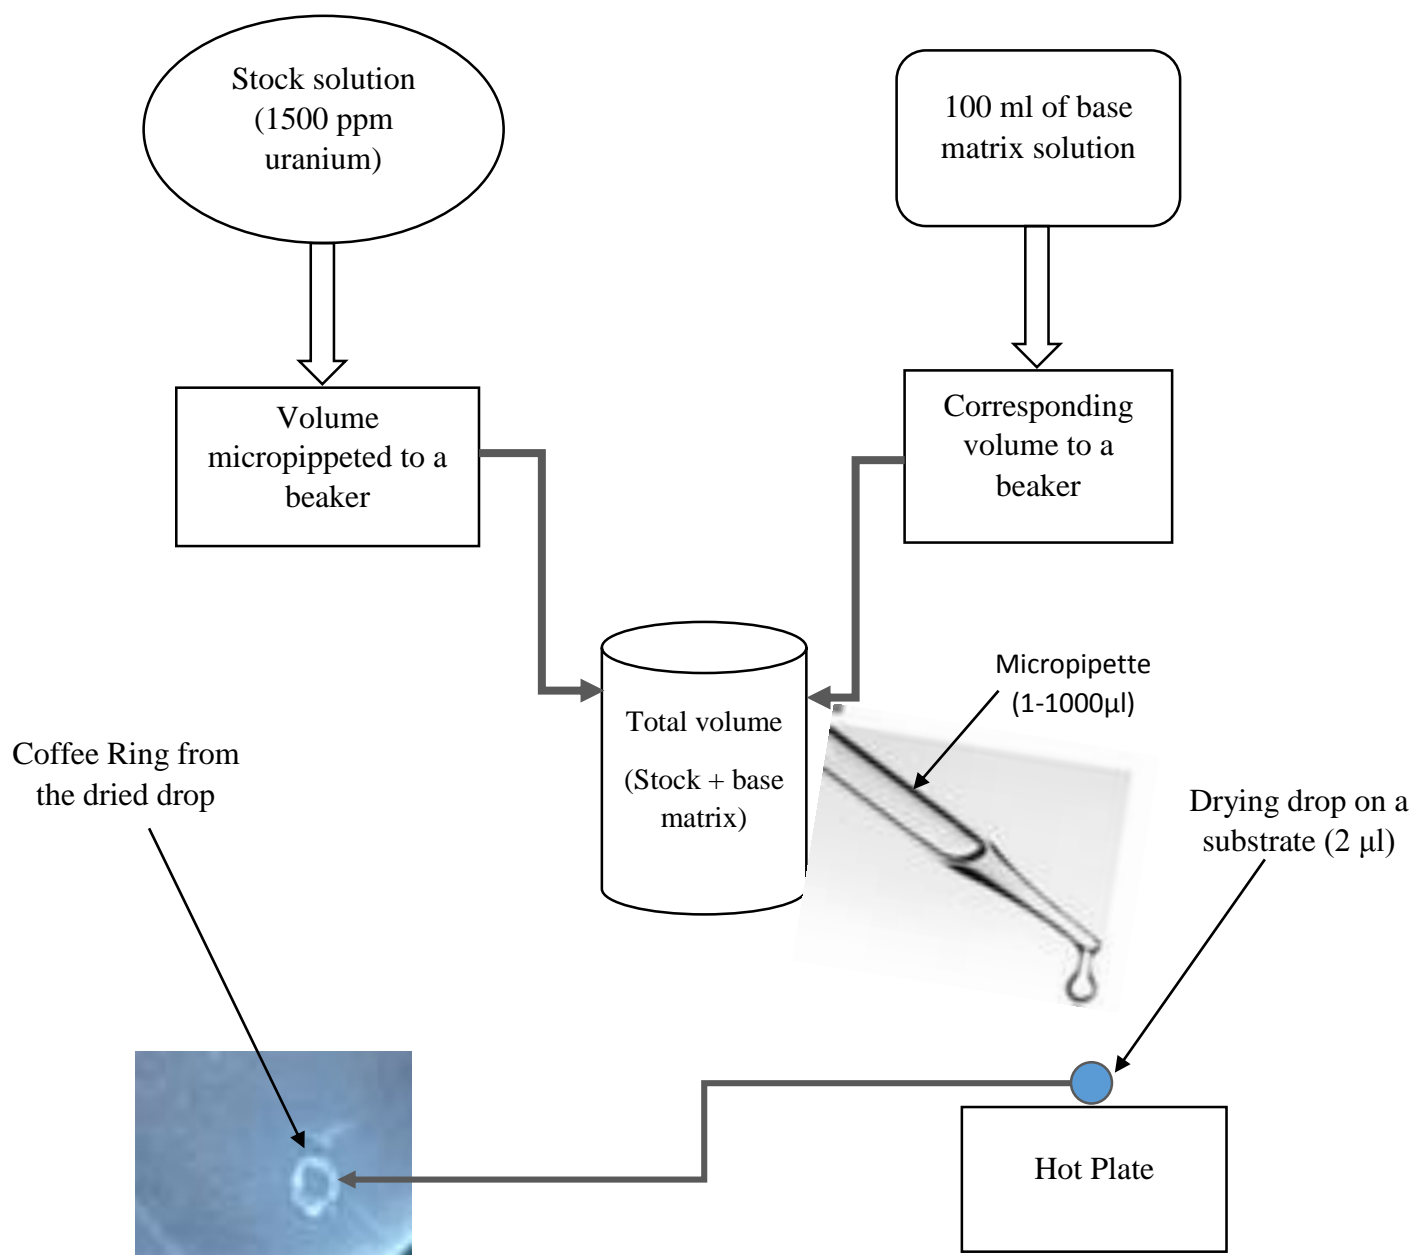 Stock solution
(1500 ppm
uranium)
100 ml of base
matrix solution
Volume
micropippeted to a
beaker
Corresponding
volume to a
beaker
Micropipette
(1-1000µl)
Total volume
(Stock + base
matrix)
Coffee Ring from
the dried drop
Drying drop on a
substrate (2 µl)
Hot Plate